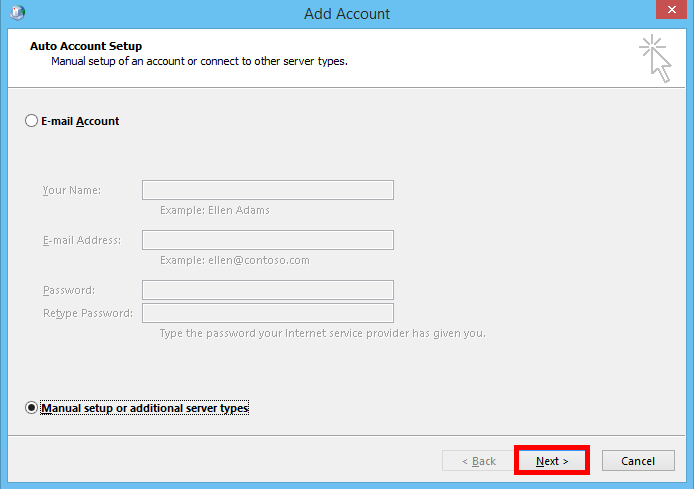 Add Account
Auto Account Setup
Manual setup of an account or connect to other server types.
E-mail Account
Your Name:
Example: Ellen Adams
E-mail Address:
Example: ellen@contoso.com
Password:
Retype Password:
Type the password your Internet service provider has given you.
Manual setup or additional server types
< Back Next > Cancel